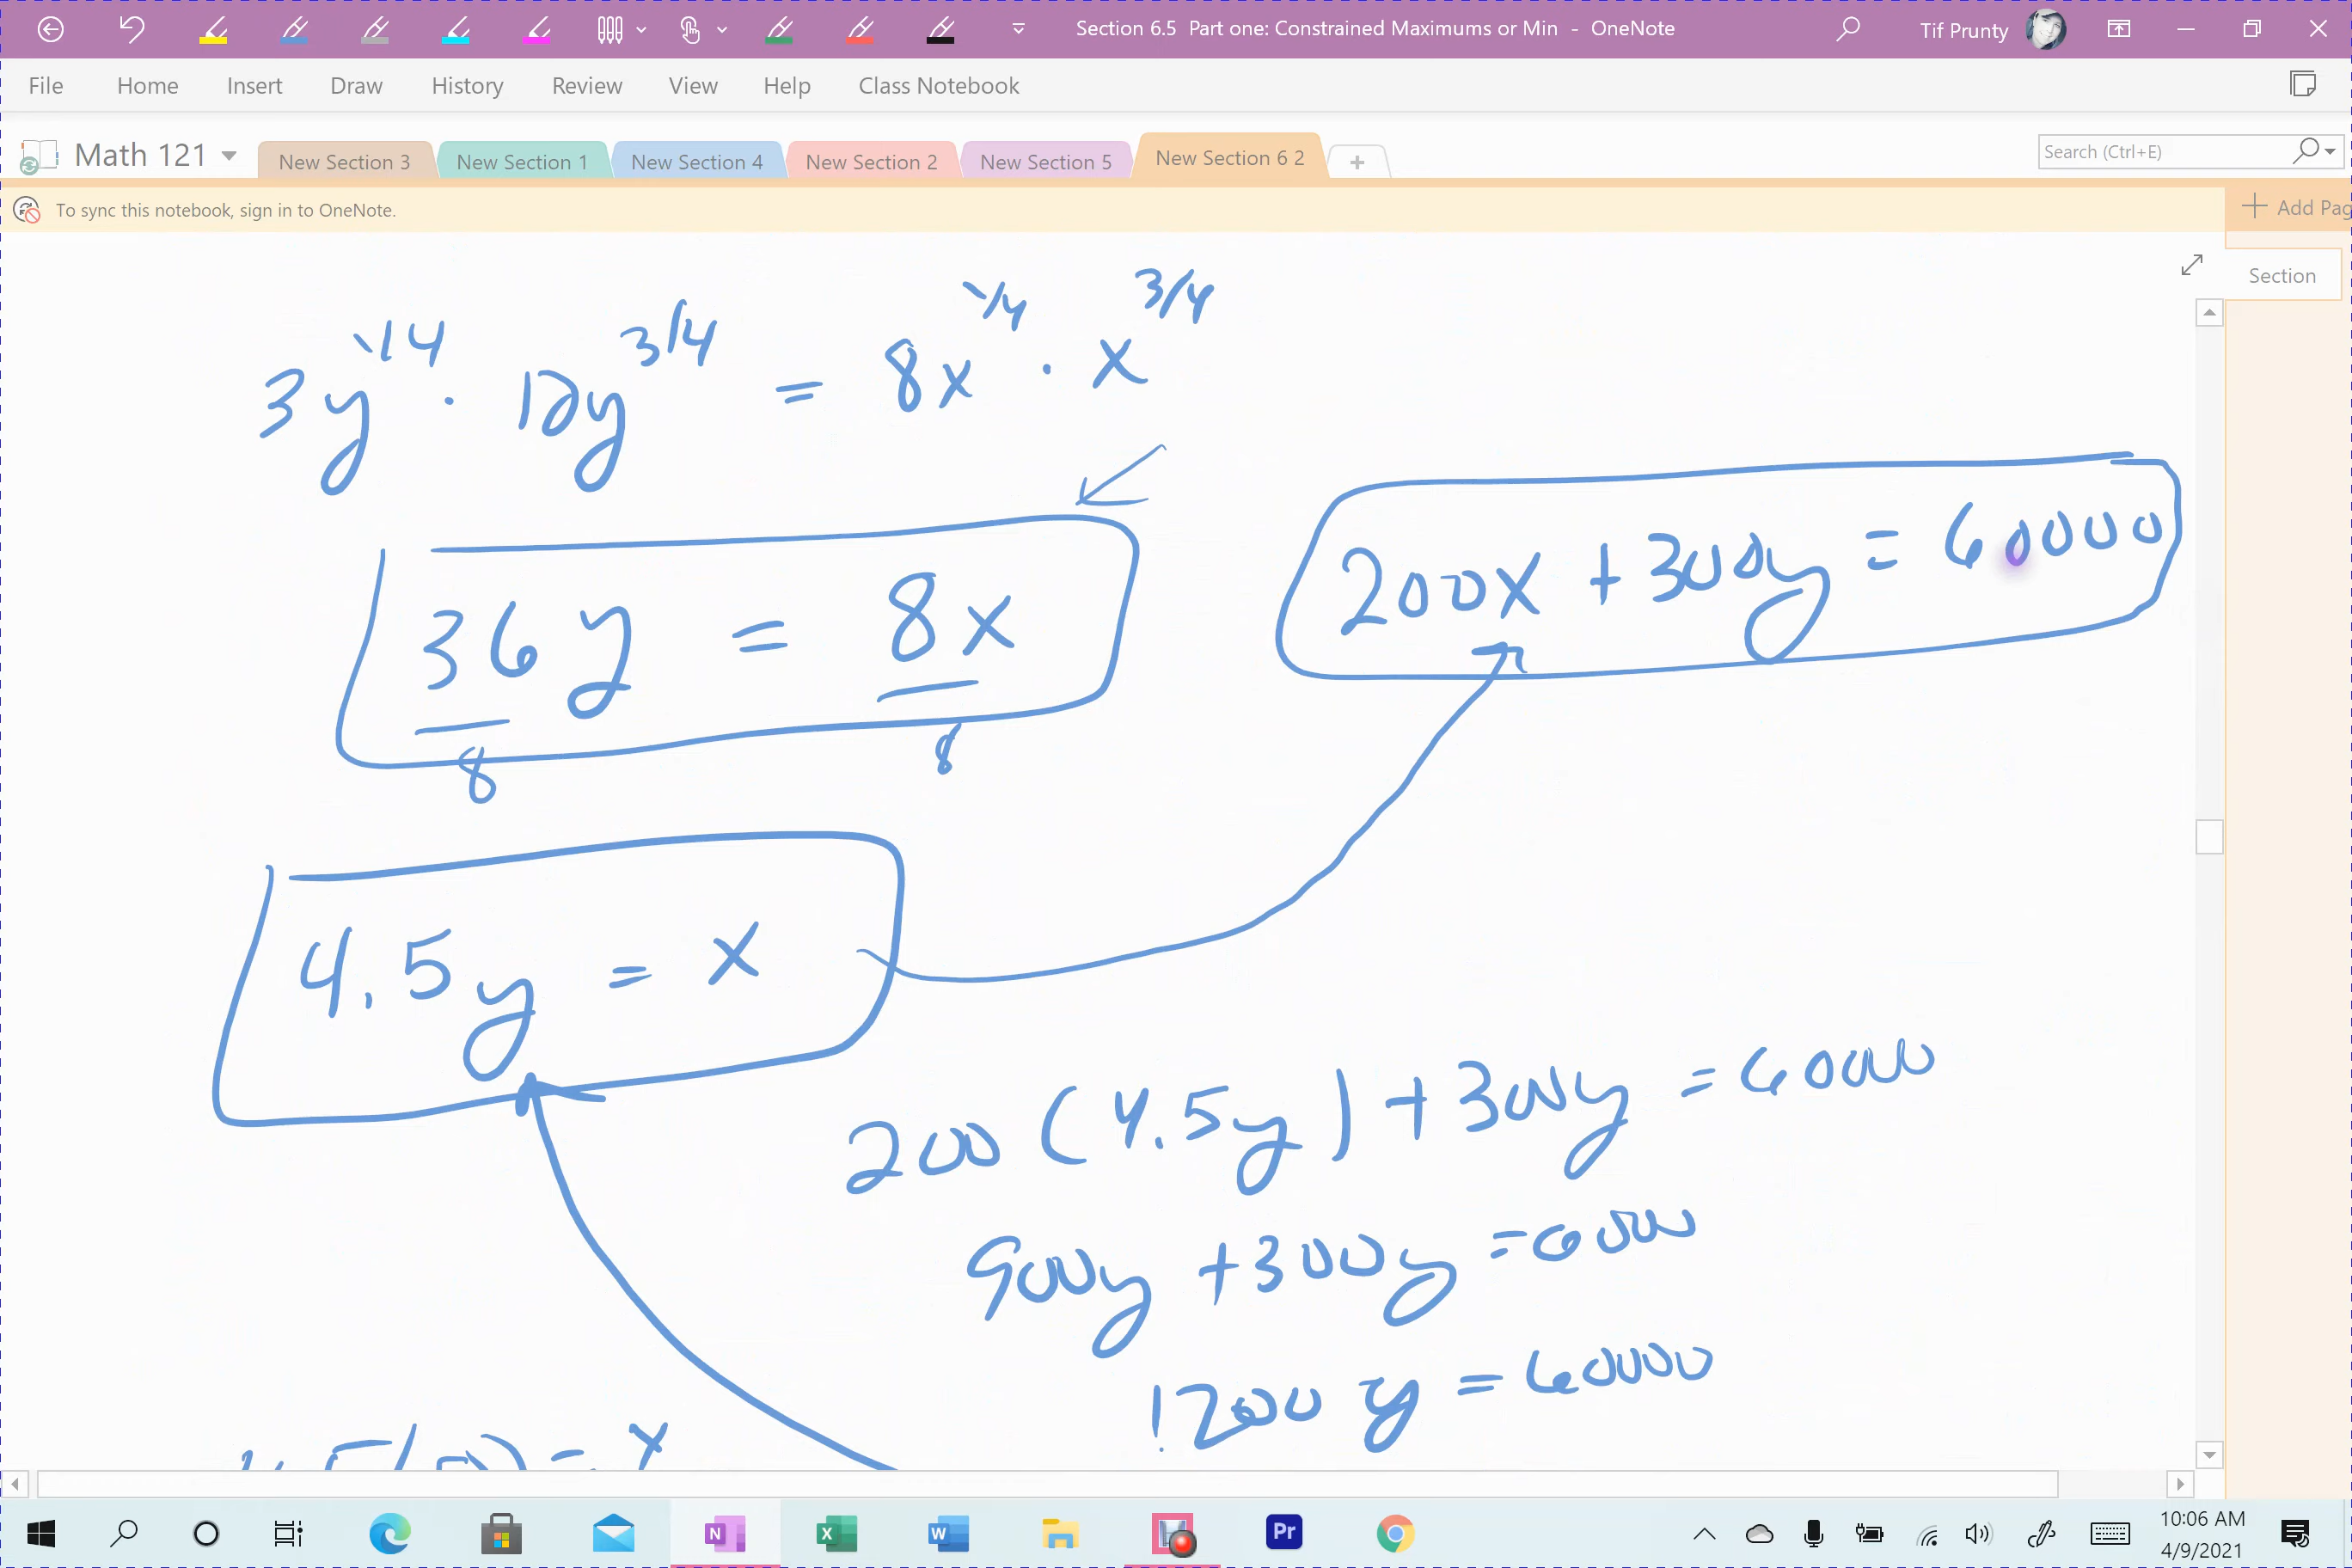 Section 6.5 Part one: Constrained Maximums or Min - OneNote
Tif Prunty
File Home Insert Draw History Review View Help Class Notebook
Math 121 New Section 3 New Section 1 New Section 4 New Section 2 New Section 5 New Section 6 2 +
Search (Ctrl+E)
To sync this notebook, sign in to OneNote.
Add Pag
Section
3y^1/4 · 12y^3/4 = 8x^1/4 · x^3/4
200x + 300y = 60000
36y = 8x
8 8
4.5y = x
200 (4.5y) + 300y = 60000
900y + 300y = 60000
1200 y = 60000
= x
N X W Pr
10:06 AM
4/9/2021